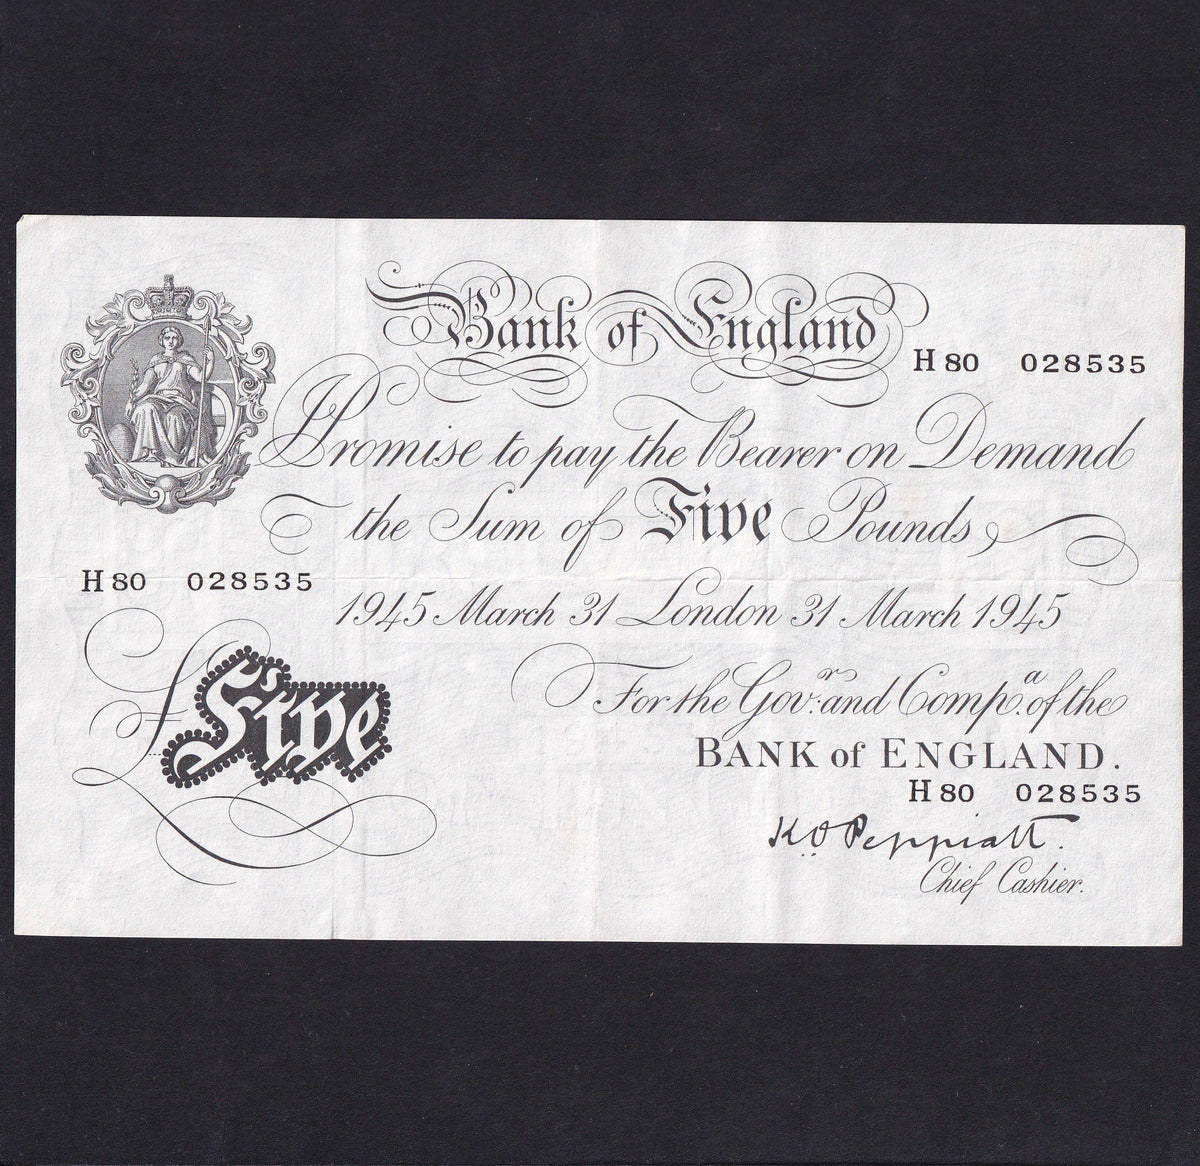 Bank of England
H80 028535
I Promise to pay the Bearer on Demand
the Sum of Five Pounds
H80 028535
1945 March 31 London 31 March 1945
For the Govr. and Compa. of the
BANK of ENGLAND.
H80 028535
£Five
K.O. Peppiatt.
Chief Cashier.